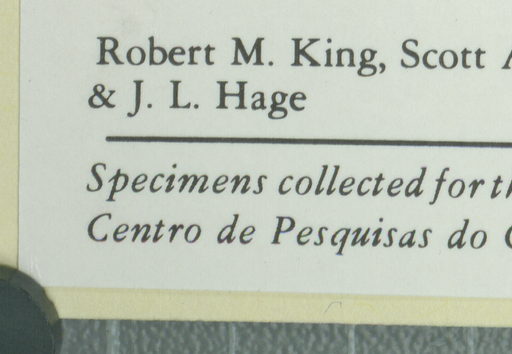 Robert M. King, Scott
& J. L. Hage
Specimens collected for
Centro de Pesquisas do